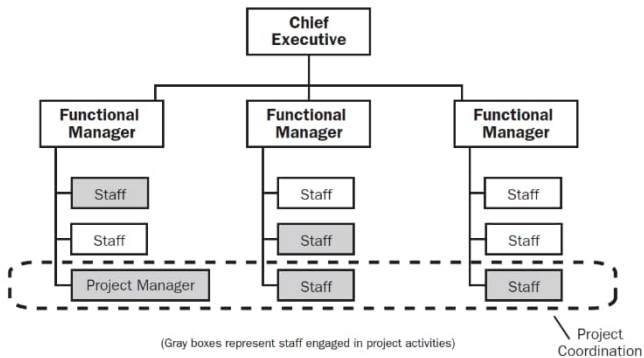 Chief
Executive
Functional
Manager
Functional
Manager
Functional
Manager
Staff
Staff
Staff
Staff
Staff
Staff
Project Manager
Staff
Staff
(Gray boxes represent staff engaged in project activities)
Project
Coordination